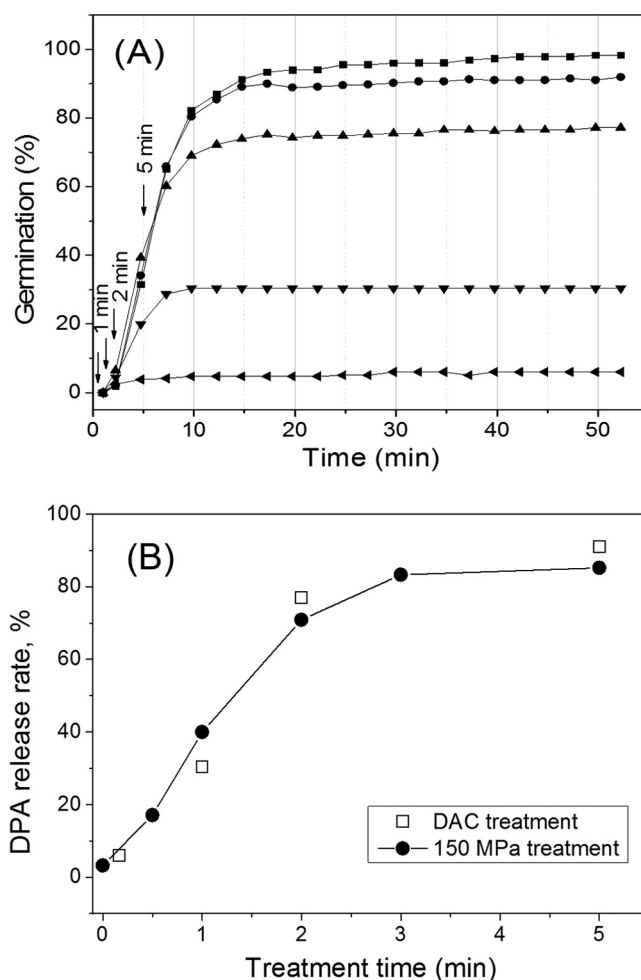 (A)
100
80
60
40
20
0
Germination (%)
1 min
2 min
5 min
0 10 20 30 40 50
Time (min)
(B)
100
80
60
40
20
0
DPA release rate, %
DAC treatment
150 MPa treatment
0 1 2 3 4 5
Treatment time (min)